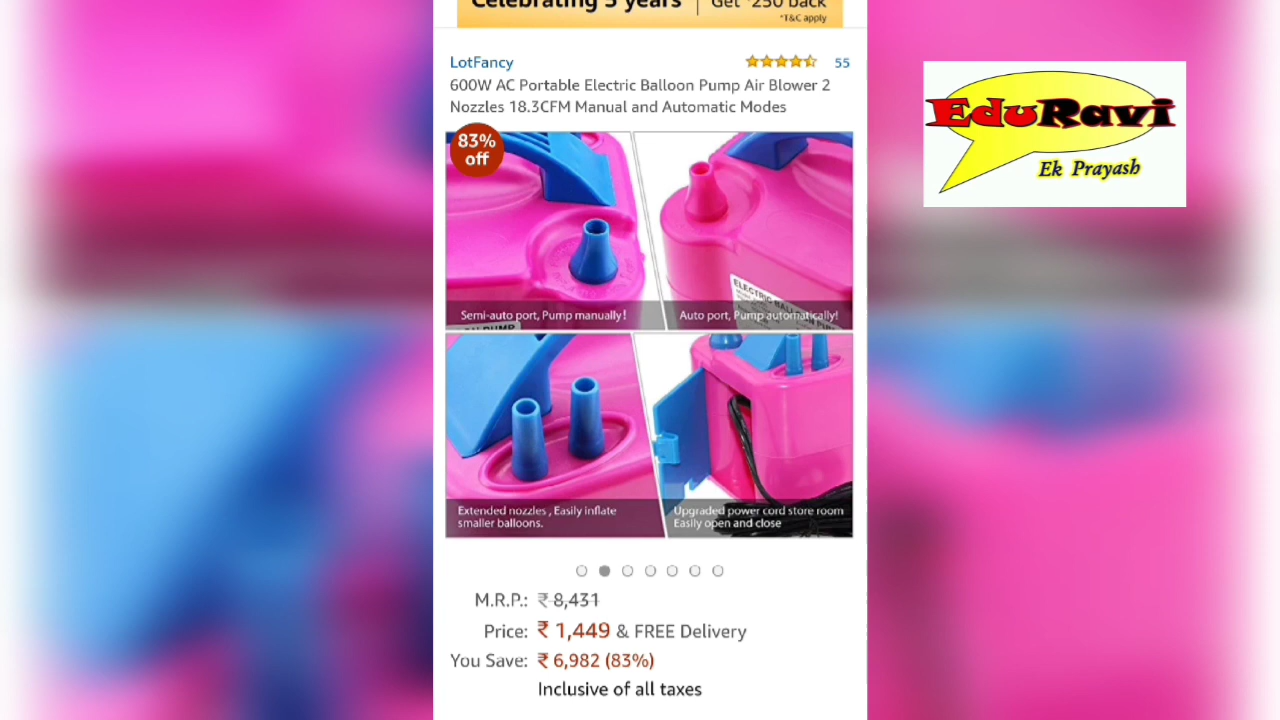 Celebrating 5 years
Get ₹250 back
*T&C apply
EduRavi
Ek Prayash
LotFancy
55
600W AC Portable Electric Balloon Pump Air Blower 2
Nozzles 18.3CFM Manual and Automatic Modes
83%
off
Semi-auto port, Pump manually!
Auto port, Pump automatically!
Extended nozzles , Easily inflate
smaller balloons.
Upgraded power cord store room
Easily open and close
M.R.P.: ₹ 8,431
Price: ₹ 1,449 & FREE Delivery
You Save: ₹ 6,982 (83%)
Inclusive of all taxes